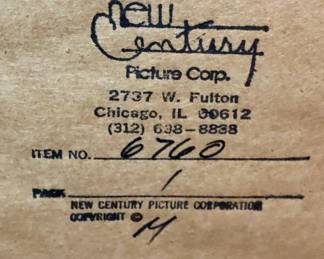 new
Century
Picture Corp.
2737 W. Fulton
Chicago, IL 60612
(312) 638-8838
ITEM NO. 6760
PACK 1
NEW CENTURY PICTURE CORPORATION
COPYRIGHT © M